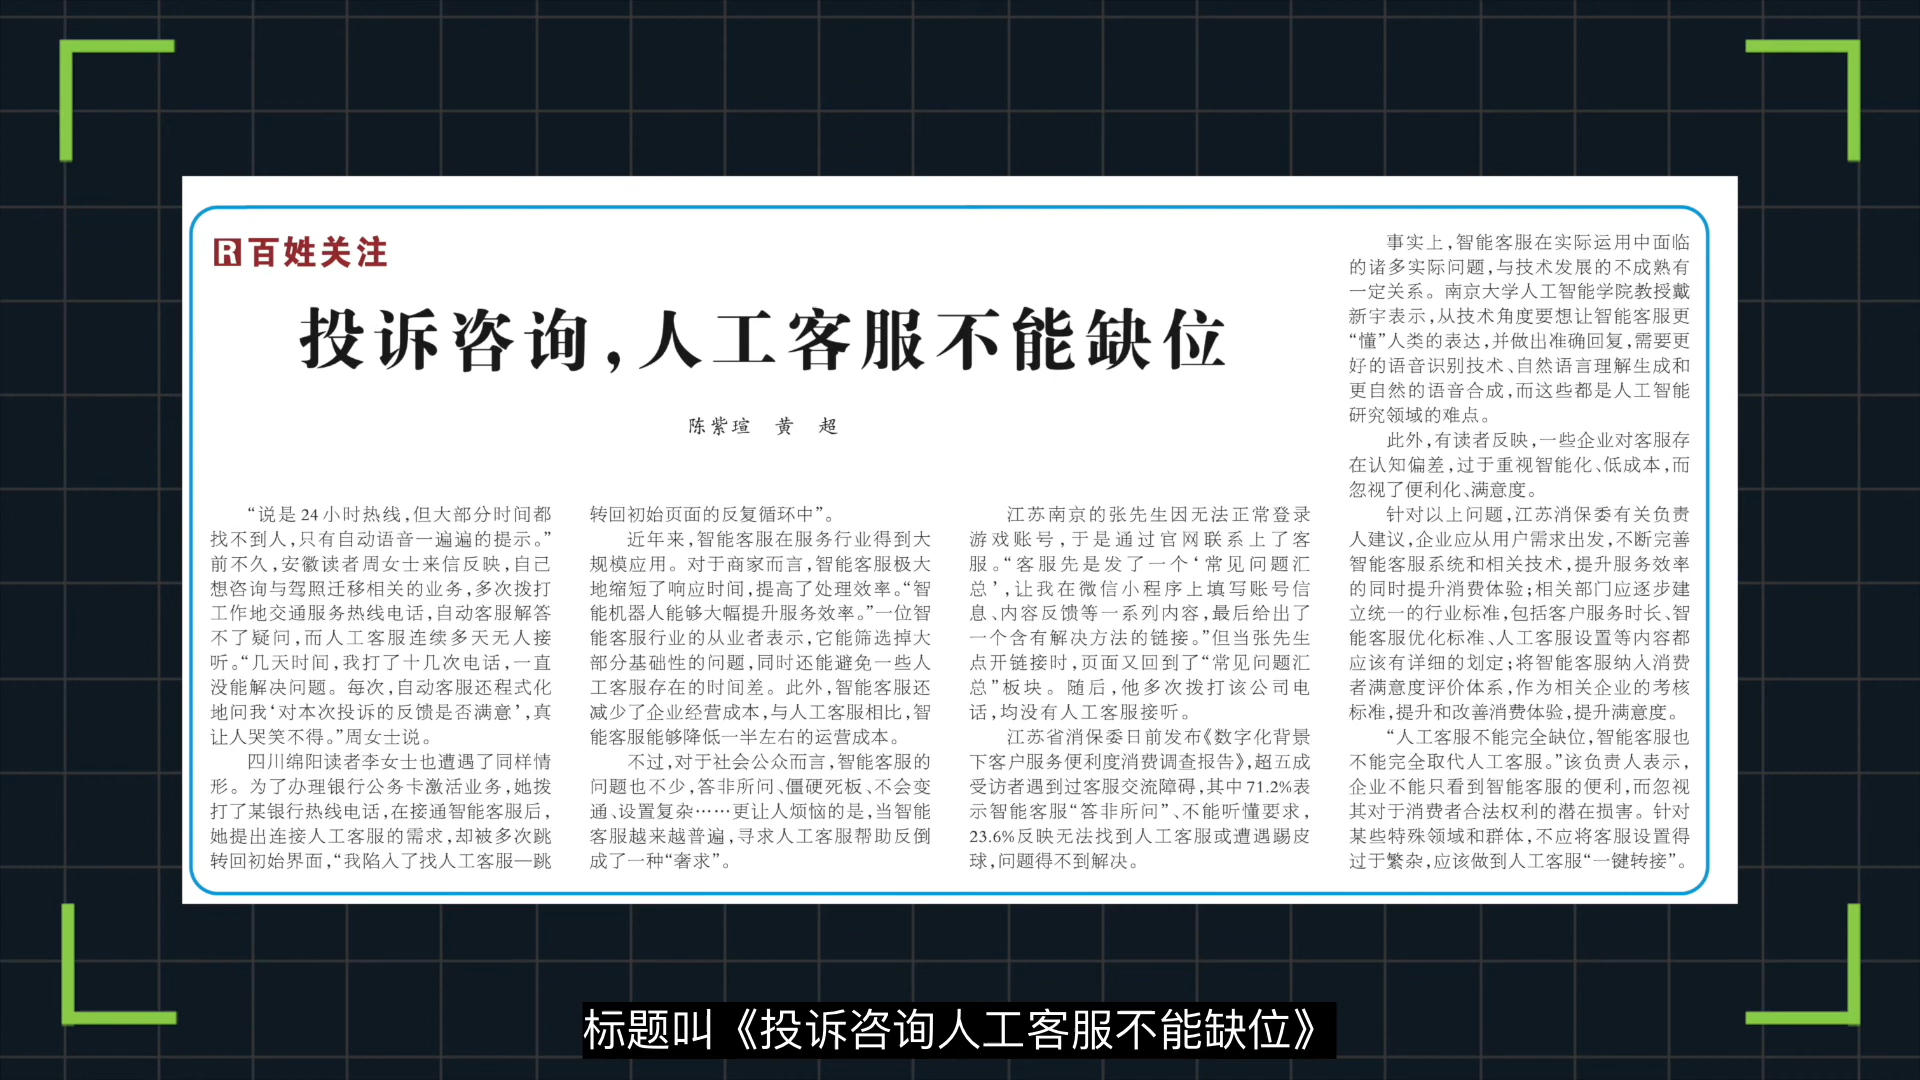 R百姓关注
投诉咨询,人工客服不能缺位
陈紫瑄 黄 超
“说是24小时热线,但大部分时间都
找不到人,只有自动语音一遍遍的提示。”
前不久,安徽读者周女士来信反映,自己
想咨询与驾照迁移相关的业务,多次拨打
工作地交通服务热线电话,自动客服解答
不了疑问,而人工客服连续多天无人接
听。“几天时间,我打了十几次电话,一直
没能解决问题。每次,自动客服还程式化
地问我‘对本次投诉的反馈是否满意’,真
让人哭笑不得。”周女士说。
四川绵阳读者李女士也遭遇了同样情
形。为了办理银行公务卡激活业务,她拨
打了某银行热线电话,在接通智能客服后,
她提出连接人工客服的需求,却被多次跳
转回初始界面,“我陷入了找人工客服—跳
转回初始页面的反复循环中”。
近年来,智能客服在服务行业得到大
规模应用。对于商家而言,智能客服极大
地缩短了响应时间,提高了处理效率。“智
能机器人能够大幅提升服务效率。”一位智
能客服行业的从业者表示,它能筛选掉大
部分基础性的问题,同时还能避免一些人
工客服存在的时间差。此外,智能客服还
减少了企业经营成本,与人工客服相比,智
能客服能够降低一半左右的运营成本。
不过,对于社会公众而言,智能客服的
问题也不少,答非所问、僵硬死板、不会变
通、设置复杂……更让人烦恼的是,当智能
客服越来越普遍,寻求人工客服帮助反倒
成了一种“奢求”。
江苏南京的张先生因无法正常登录
游戏账号,于是通过官网联系上了客
服。“客服先是发了一个‘常见问题汇
总’,让我在微信小程序上填写账号信
息、内容反馈等一系列内容,最后给出了
一个含有解决方法的链接。”但当张先生
点开链接时,页面又回到了“常见问题汇
总”板块。随后,他多次拨打该公司电
话,均没有人工客服接听。
江苏省消保委日前发布《数字化背景
下客户服务便利度消费调查报告》,超五成
受访者遇到过客服交流障碍,其中71.2%表
示智能客服“答非所问”、不能听懂要求,
23.6%反映无法找到人工客服或遭遇踢皮
球,问题得不到解决。
事实上,智能客服在实际运用中面临
的诸多实际问题,与技术发展的不成熟有
一定关系。南京大学人工智能学院教授戴
新宇表示,从技术角度要想让智能客服更
“懂”人类的表达,并做出准确回复,需要更
好的语音识别技术、自然语言理解生成和
更自然的语音合成,而这些都是人工智能
研究领域的难点。
此外,有读者反映,一些企业对客服存
在认知偏差,过于重视智能化、低成本,而
忽视了便利化、满意度。
针对以上问题,江苏消保委有关负责
人建议,企业应从用户需求出发,不断完善
智能客服系统和相关技术,提升服务效率
的同时提升消费体验;相关部门应逐步建
立统一的行业标准,包括客户服务时长、智
能客服优化标准、人工客服设置等内容都
应该有详细的划定;将智能客服纳入消费
者满意度评价体系,作为相关企业的考核
标准,提升和改善消费体验,提升满意度。
“人工客服不能完全缺位,智能客服也
不能完全取代人工客服。”该负责人表示,
企业不能只看到智能客服的便利,而忽视
其对于消费者合法权利的潜在损害。针对
某些特殊领域和群体,不应将客服设置得
过于繁杂,应该做到人工客服“一键转接”。
标题叫《投诉咨询人工客服不能缺位》